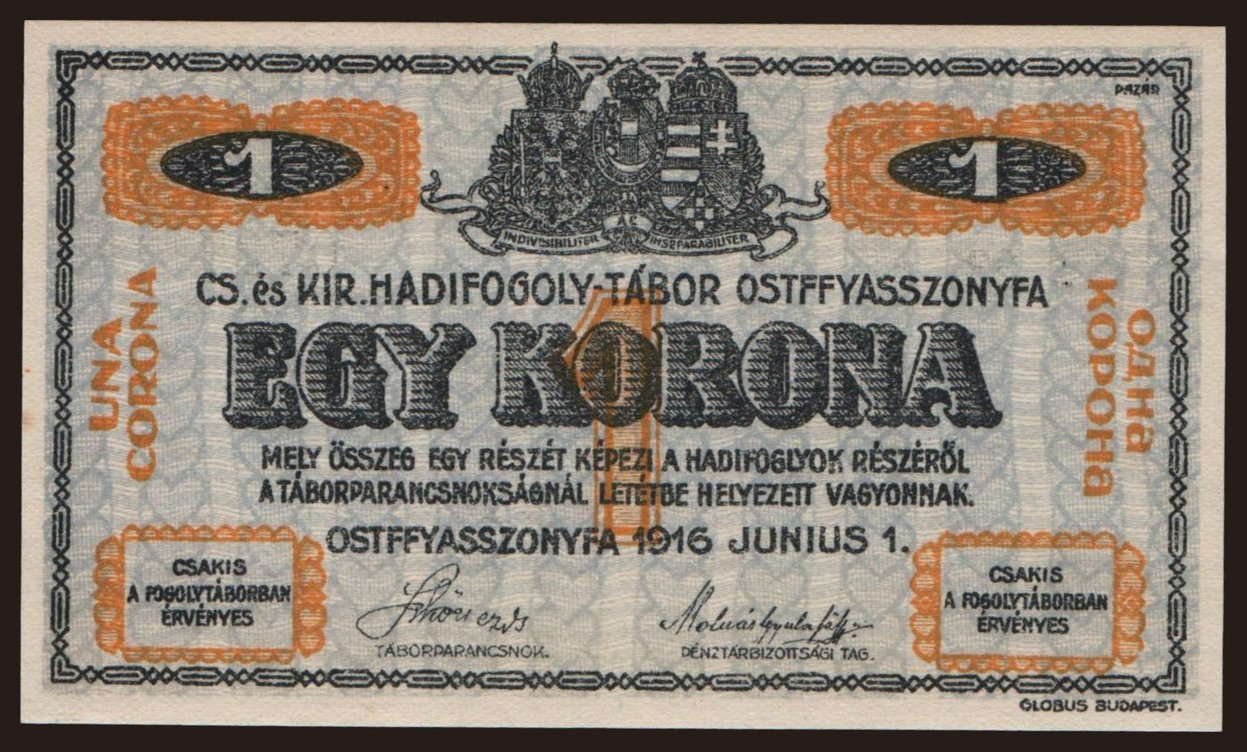 PAZÁR
1
1
INDIVISIBILITER AC INSEPARABILITER
CS. és KIR. HADIFOGOLY-TÁBOR OSTFFYASSZONYFA
UNA
CORONA
EGY KORONA
1
ОДНА
КОРОНА
MELY ÖSSZEG EGY RÉSZÉT KÉPEZI A HADIFOGLYOK RÉSZÉRŐL
A TÁBORPARANCSNOKSÁGNÁL LETÉTBE HELYEZETT VAGYONNAK.
OSTFFYASSZONYFA 1916 JUNIUS 1.
CSAKIS
A FOGOLYTÁBORBAN
ÉRVÉNYES
TÁBORPARANCSNOK.
PÉNZTÁRBIZOTTSÁGI TAG.
CSAKIS
A FOGOLYTÁBORBAN
ÉRVÉNYES
GLOBUS BUDAPEST.